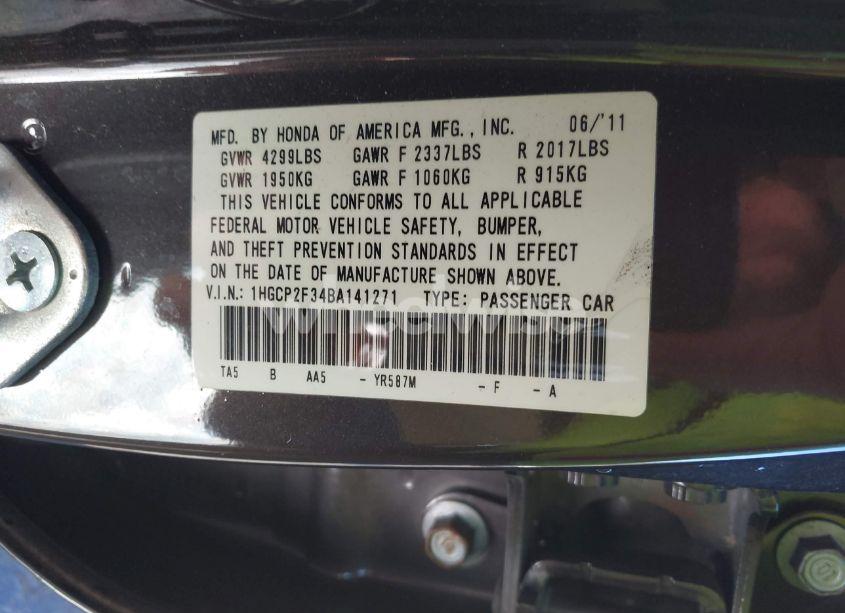 MFD. BY HONDA OF AMERICA MFG., INC. 06/'11
GVWR 4299LBS GAWR F 2337LBS R 2017LBS
GVWR 1950KG GAWR F 1060KG R 915KG
THIS VEHICLE CONFORMS TO ALL APPLICABLE
FEDERAL MOTOR VEHICLE SAFETY, BUMPER,
AND THEFT PREVENTION STANDARDS IN EFFECT
ON THE DATE OF MANUFACTURE SHOWN ABOVE.
V.I.N.: 1HGCP2F34BA141271 TYPE: PASSENGER CAR
TA5 B AA5 - YR587M - F - A